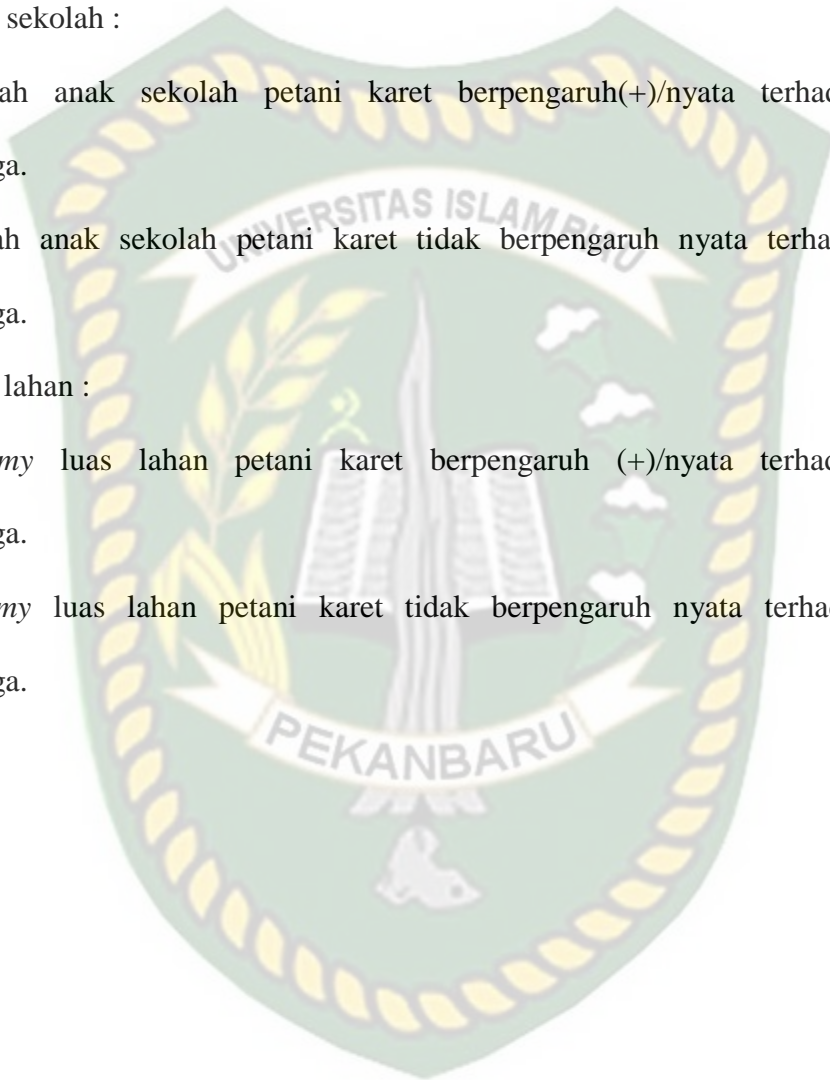 sekolah :
ah anak sekolah petani karet berpengaruh(+)/nyata terhad
ga.
UNIVERSITAS ISLAM RIAU
ah anak sekolah petani karet tidak berpengaruh nyata terha
ga.
lahan :
my luas lahan petani karet berpengaruh (+)/nyata terhad
ga.
my luas lahan petani karet tidak berpengaruh nyata terhad
ga.
PEKANBARU